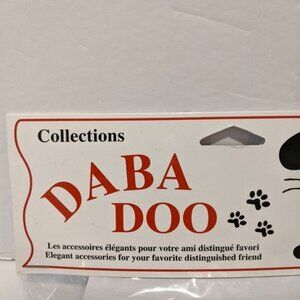 Collections
DABA
DOO
Les accessoires élégants pour votre ami distingué favori
Elegant accessories for your favorite distinguished friend